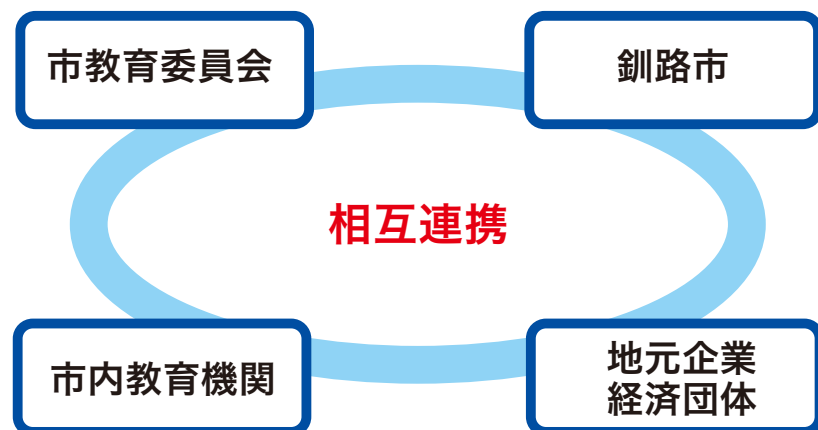 市教育委員会
釧路市
相互連携
市内教育機関
地元企業
経済団体